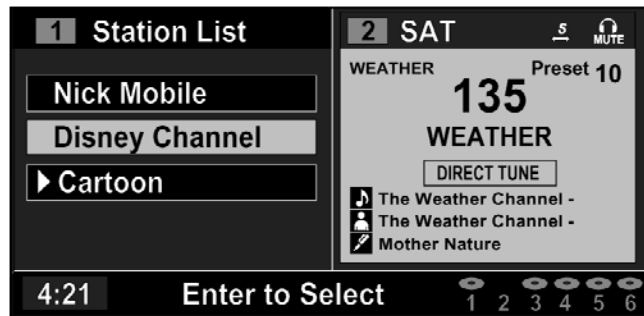 1 Station List
Nick Mobile
Disney Channel
Cartoon
2 SAT S MUTE
WEATHER Preset 10
135
WEATHER
DIRECT TUNE
The Weather Channel -
The Weather Channel -
Mother Nature
4:21 Enter to Select 1 2 3 4 5 6